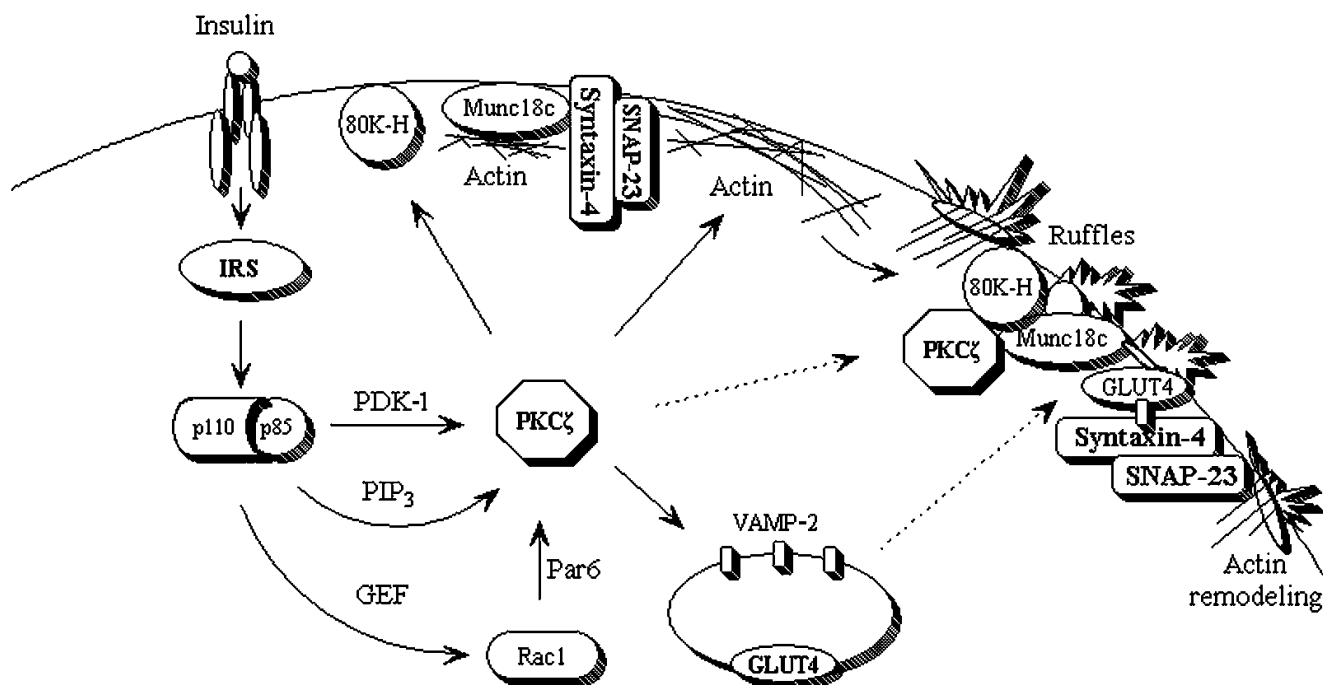 Insulin
80K-H
Munc18c
Syntaxin-4
SNAP-23
Actin
Actin
IRS
Ruffles
80K-H
PKCζ
Munc18c
GLUT4
p110
p85
PDK-1
PKCζ
Syntaxin-4
SNAP-23
PIP₃
VAMP-2
GEF
Par6
Rac1
GLUT4
Actin
remodeling